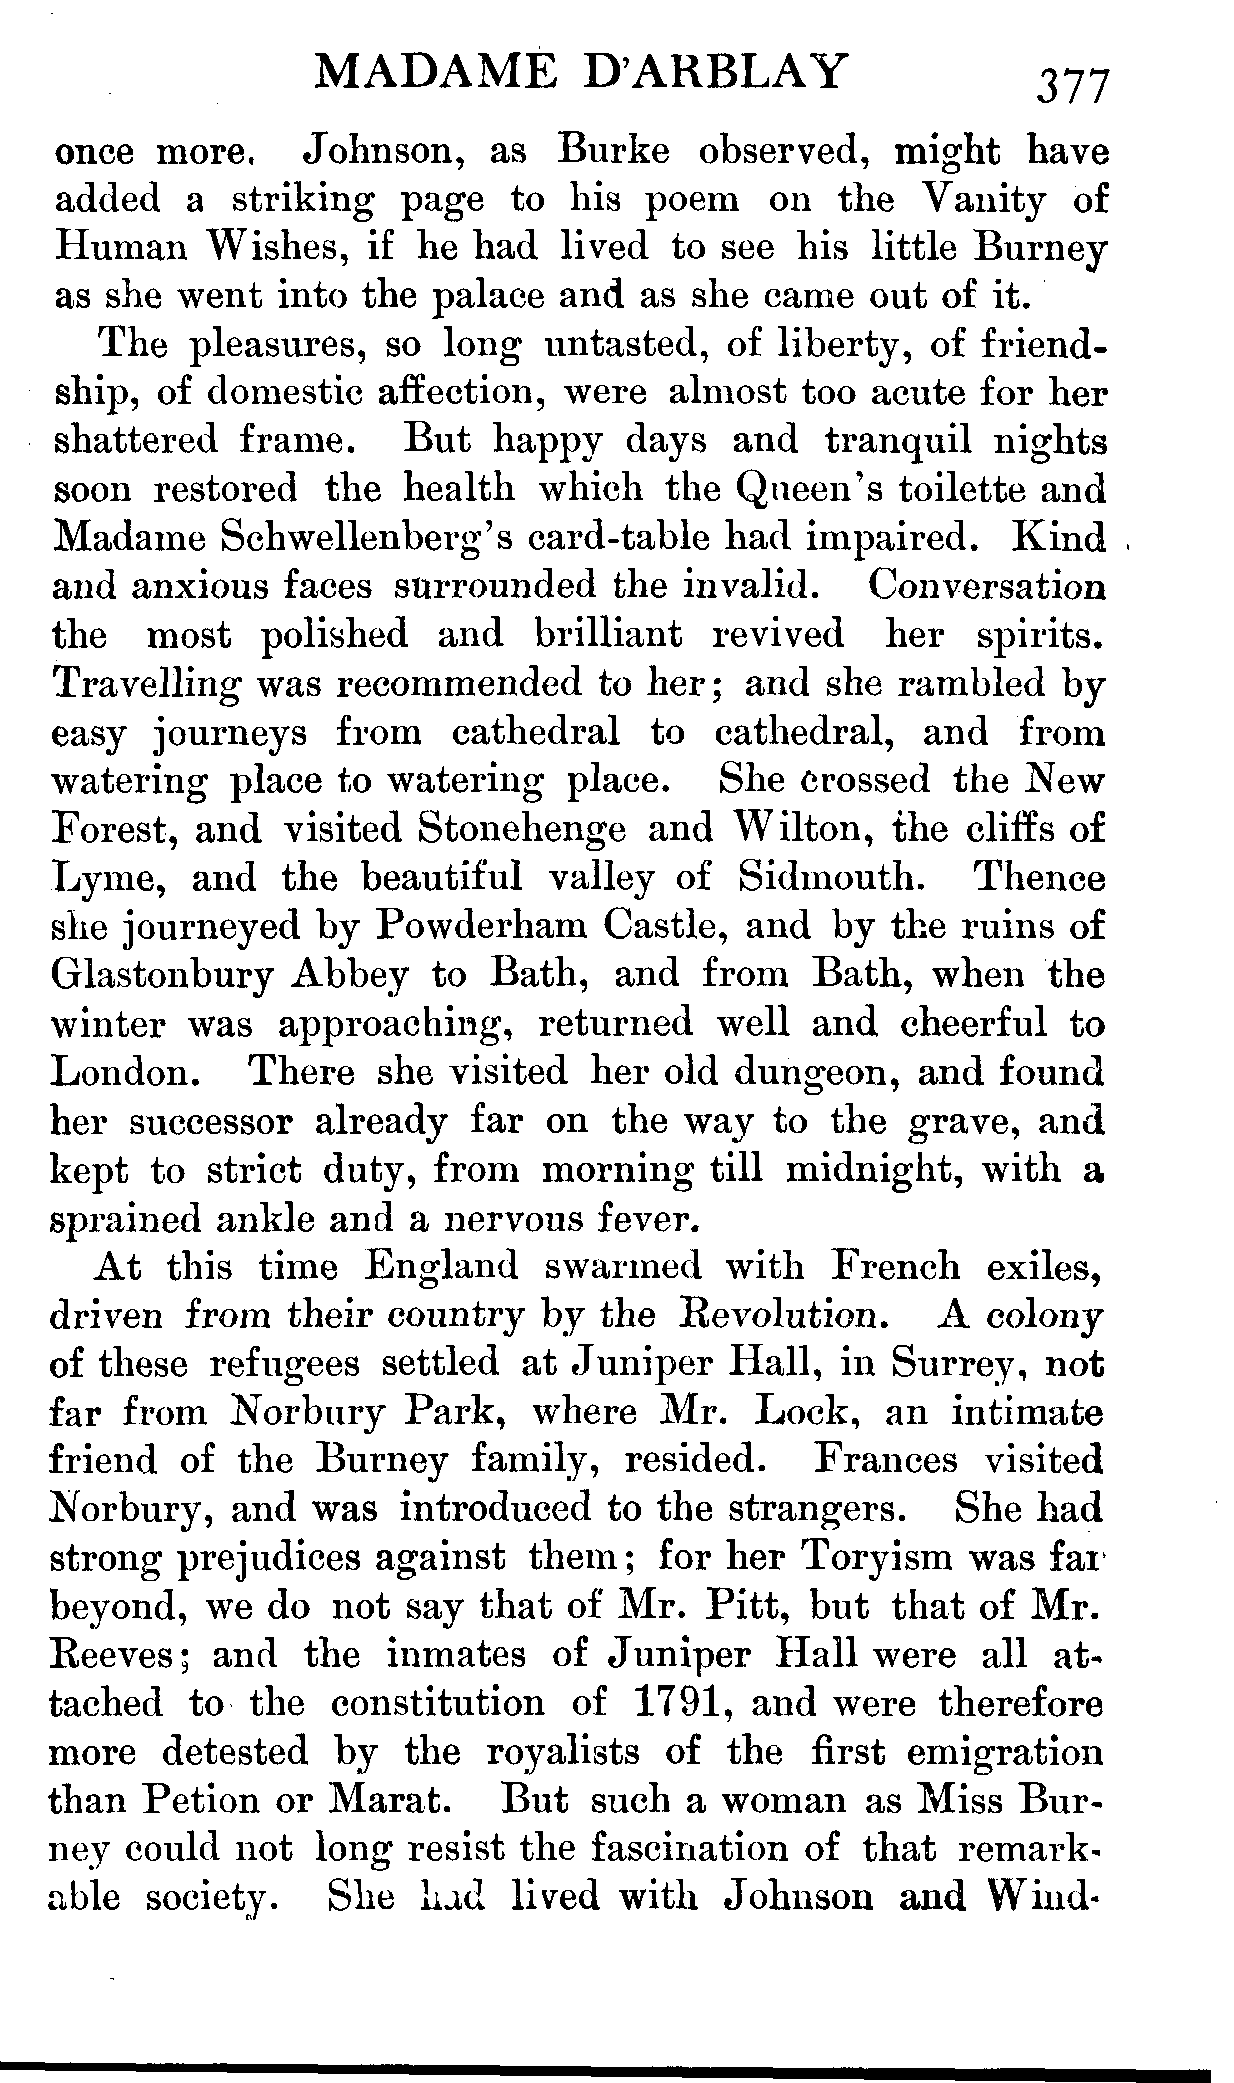 MADAME D'ARBLAY 377
once more. Johnson, as Burke observed, might have
added a striking page to his poem on the Vanity of
Human Wishes, if he had lived to see his little Burney
as she went into the palace and as she came out of it.
The pleasures, so long untasted, of liberty, of friend-
ship, of domestic affection, were almost too acute for her
shattered frame. But happy days and tranquil nights
soon restored the health which the Queen's toilette and
Madame Schwellenberg's card-table had impaired. Kind
and anxious faces surrounded the invalid. Conversation
the most polished and brilliant revived her spirits.
Travelling was recommended to her; and she rambled by
easy journeys from cathedral to cathedral, and from
watering place to watering place. She crossed the New
Forest, and visited Stonehenge and Wilton, the cliffs of
Lyme, and the beautiful valley of Sidmouth. Thence
she journeyed by Powderham Castle, and by the ruins of
Glastonbury Abbey to Bath, and from Bath, when the
winter was approaching, returned well and cheerful to
London. There she visited her old dungeon, and found
her successor already far on the way to the grave, and
kept to strict duty, from morning till midnight, with a
sprained ankle and a nervous fever.
At this time England swarmed with French exiles,
driven from their country by the Revolution. A colony
of these refugees settled at Juniper Hall, in Surrey, not
far from Norbury Park, where Mr. Lock, an intimate
friend of the Burney family, resided. Frances visited
Norbury, and was introduced to the strangers. She had
strong prejudices against them; for her Toryism was far
beyond, we do not say that of Mr. Pitt, but that of Mr.
Reeves; and the inmates of Juniper Hall were all at-
tached to the constitution of 1791, and were therefore
more detested by the royalists of the first emigration
than Petion or Marat. But such a woman as Miss Bur-
ney could not long resist the fascination of that remark-
able society. She had lived with Johnson and Wind-